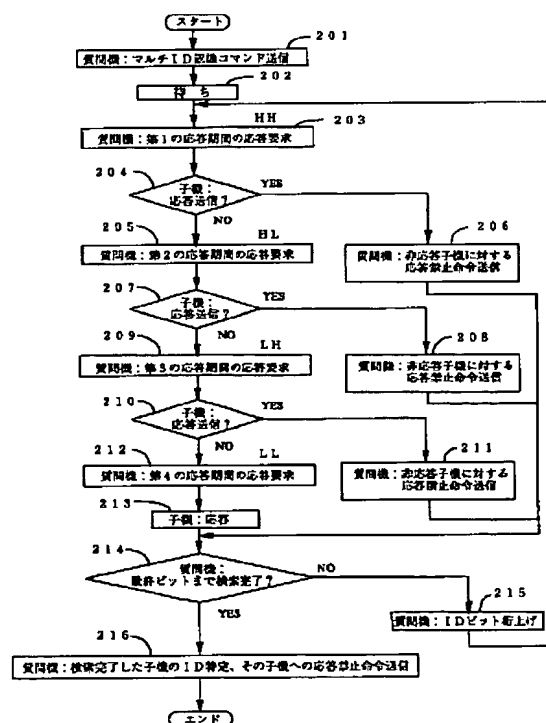 スタート
201
質問機：マルチID認識コマンド送信
202
待 ち
HH
203
質問機：第1の応答期間の応答要求
204
子機：
応答送信？
YES
NO
205
HL
206
質問機：第2の応答期間の応答要求
質問機：非応答子機に対する
応答禁止命令送信
207
子機：
応答送信？
YES
NO
209
LH
208
質問機：第3の応答期間の応答要求
質問機：非応答子機に対する
応答禁止命令送信
210
子機：
応答送信？
YES
NO
212
LL
211
質問機：第4の応答期間の応答要求
質問機：非応答子機に対する
応答禁止命令送信
213
子機：応答
214
質問機：
最終ビットまで検索完了？
NO
215
YES
質問機：IDビット桁上げ
216
質問機：検索完了した子機のID特定、その子機への応答禁止命令送信
エンド